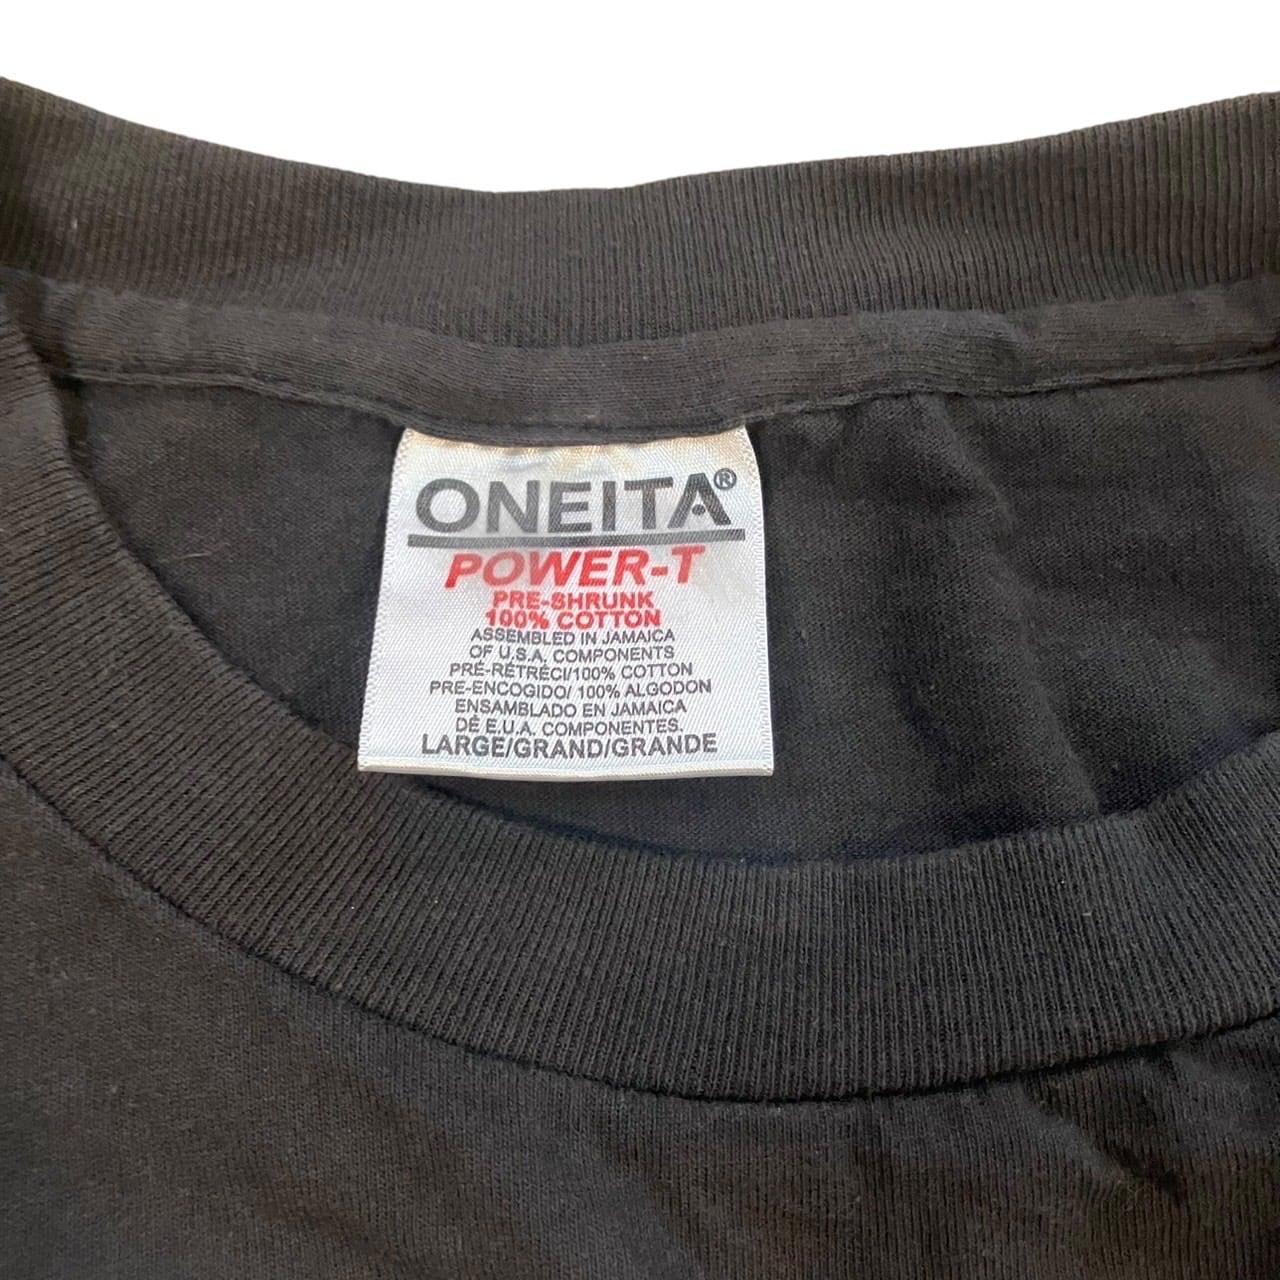 ONEITA®
POWER-T
PRE-SHRUNK
100% COTTON
ASSEMBLED IN JAMAICA
OF U.S.A. COMPONENTS
PRÉ-RÉTRÉCI/100% COTTON
PRE-ENCOGIDO/ 100% ALGODON
ENSAMBLADO EN JAMAICA
DÉ E.U.A. COMPONENTES.
LARGE/GRAND/GRANDE